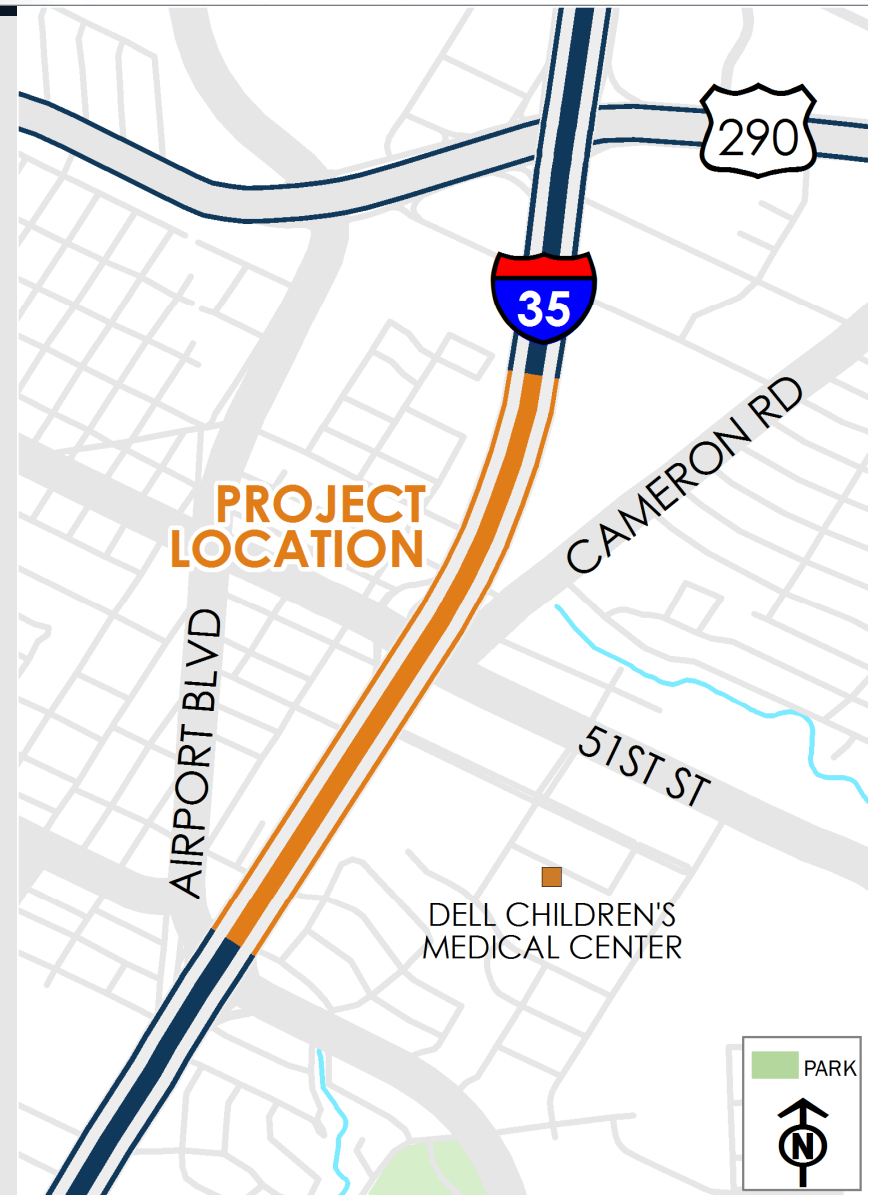 290
35
CAMERON RD
PROJECT
LOCATION
AIRPORT BLVD
51ST ST
DELL CHILDREN'S
MEDICAL CENTER
PARK
N